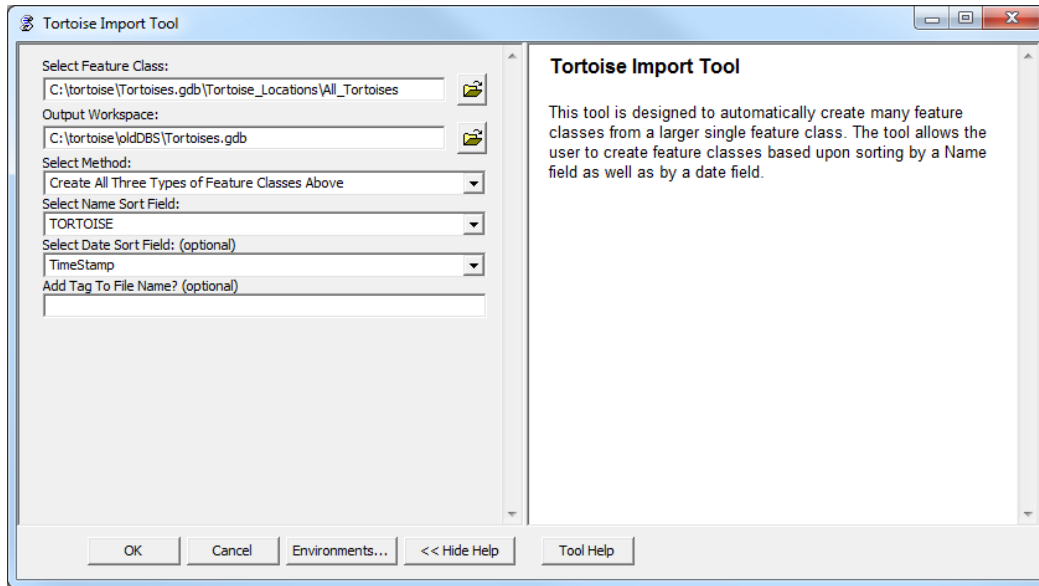 Tortoise Import Tool
Select Feature Class:
C:\tortoise\Tortoises.gdb\Tortoise_Locations\All_Tortoises
Output Workspace:
C:\tortoise\oldDBS\Tortoises.gdb
Select Method:
Create All Three Types of Feature Classes Above
Select Name Sort Field:
TORTOISE
Select Date Sort Field: (optional)
TimeStamp
Add Tag To File Name? (optional)
Tortoise Import Tool
This tool is designed to automatically create many feature
classes from a larger single feature class. The tool allows the
user to create feature classes based upon sorting by a Name
field as well as by a date field.
OK
Cancel
Environments...
<< Hide Help
Tool Help